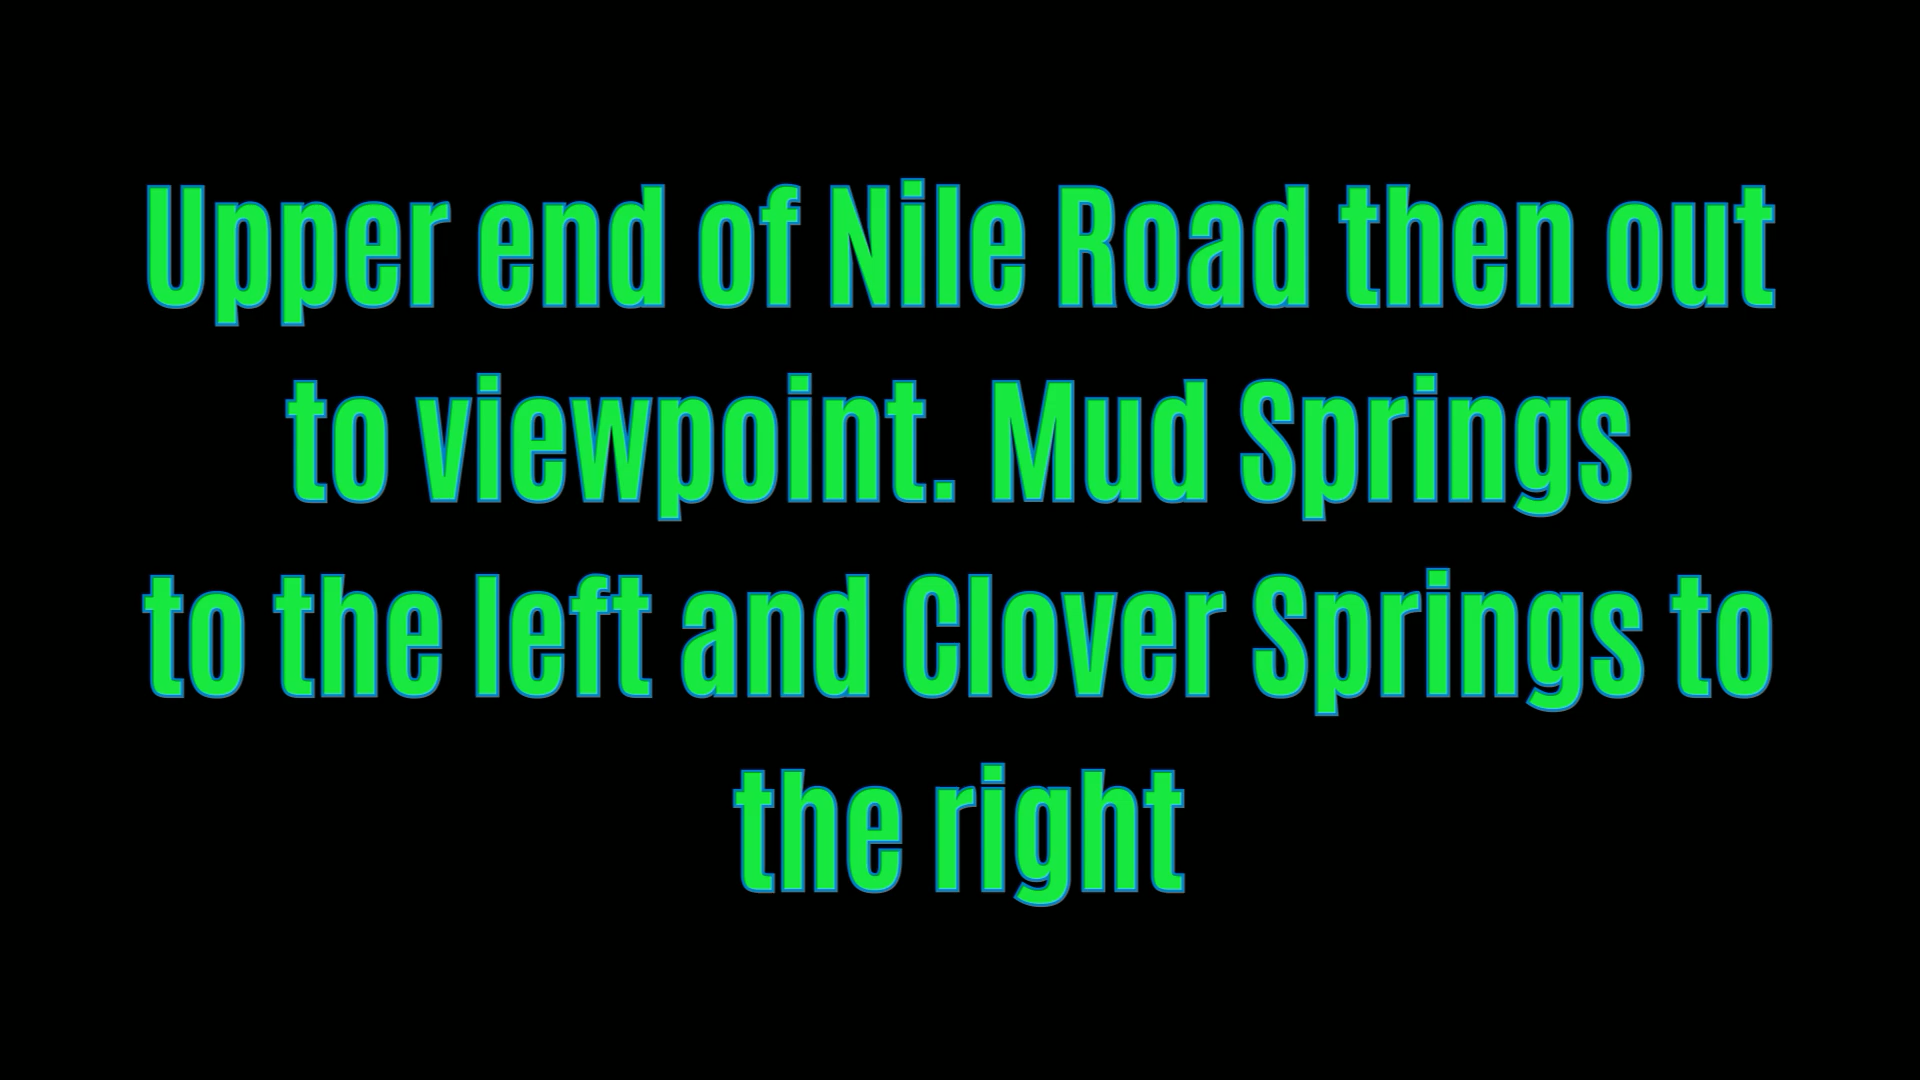 Upper end of Nile Road then out
to viewpoint. Mud Springs
to the left and Clover Springs to
the right